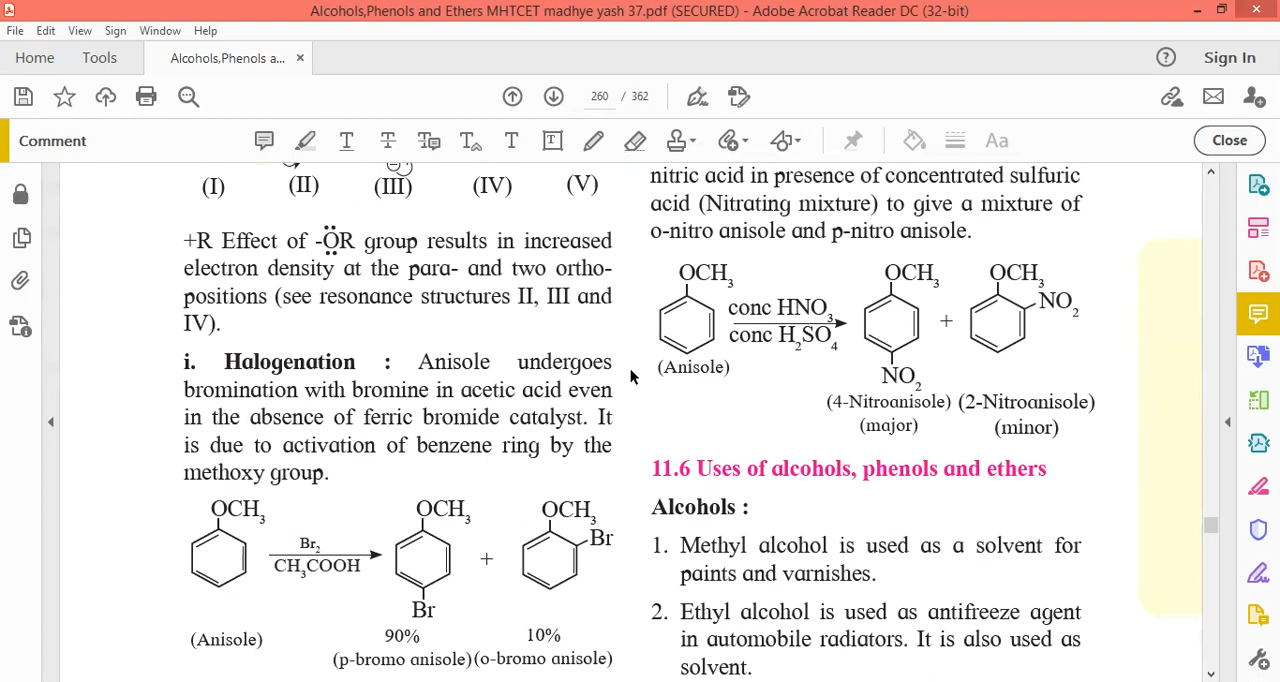 Alcohols,Phenols and Ethers MHTCET madhye yash 37.pdf (SECURED) - Adobe Acrobat Reader DC (32-bit)
File Edit View Sign Window Help
Home Tools Alcohols,Phenols a... × Sign In
260 / 362
Comment Close
(I) (II) (III) (IV) (V)
+R Effect of -ÖR group results in increased
electron density at the para- and two ortho-
positions (see resonance structures II, III and
IV).
i. Halogenation : Anisole undergoes
bromination with bromine in acetic acid even
in the absence of ferric bromide catalyst. It
is due to activation of benzene ring by the
methoxy group.
OCH₃ OCH₃ OCH₃
Br₂ Br
CH₃COOH +
Br
(Anisole) 90% 10%
(p-bromo anisole) (o-bromo anisole)
nitric acid in presence of concentrated sulfuric
acid (Nitrating mixture) to give a mixture of
o-nitro anisole and p-nitro anisole.
OCH₃ OCH₃ OCH₃
conc HNO₃ NO₂
conc H₂SO₄ +
(Anisole) NO₂
(4-Nitroanisole) (2-Nitroanisole)
(major) (minor)
11.6 Uses of alcohols, phenols and ethers
Alcohols :
1. Methyl alcohol is used as a solvent for
paints and varnishes.
2. Ethyl alcohol is used as antifreeze agent
in automobile radiators. It is also used as
solvent.